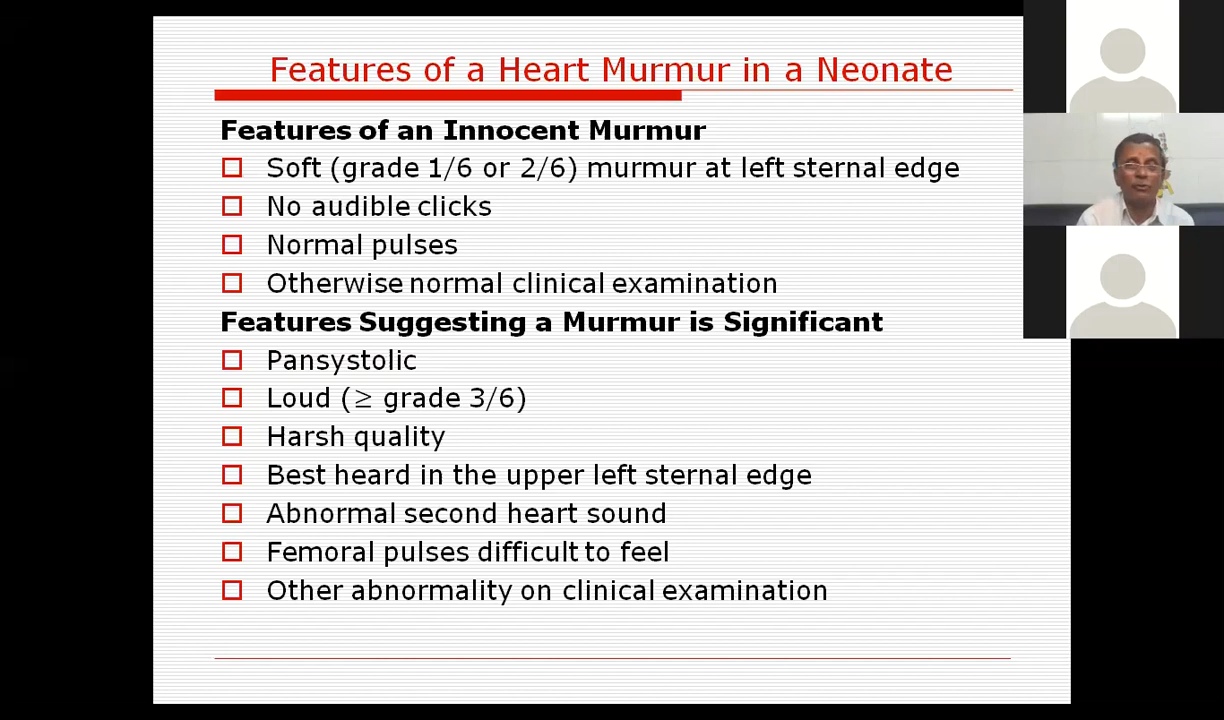 Features of a Heart Murmur in a Neonate
Features of an Innocent Murmur
Soft (grade 1/6 or 2/6) murmur at left sternal edge
No audible clicks
Normal pulses
Otherwise normal clinical examination
Features Suggesting a Murmur is Significant
Pansystolic
Loud (≥ grade 3/6)
Harsh quality
Best heard in the upper left sternal edge
Abnormal second heart sound
Femoral pulses difficult to feel
Other abnormality on clinical examination